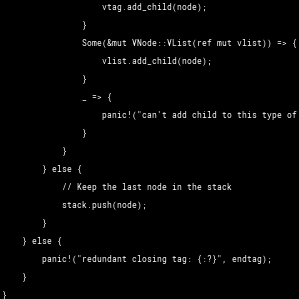 vtag.add_child(node);
}
Some(&mut VNode::VList(ref mut vlist)) => {
vlist.add_child(node);
}
_ => {
panic!("can't add child to this type of
}
}
} else {
// Keep the last node in the stack
stack.push(node);
}
} else {
panic!("redundant closing tag: {:?}", endtag);
}
}